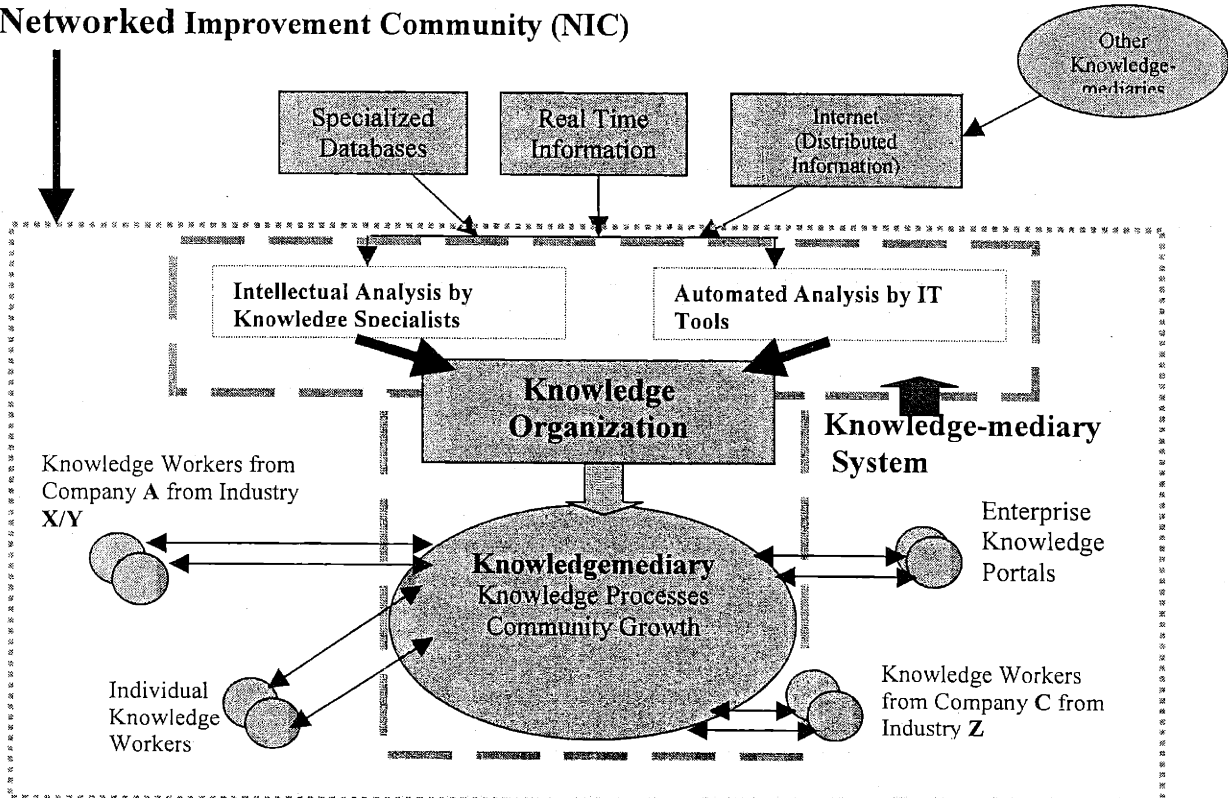 Networked Improvement Community (NIC)
Other
Knowledge-
mediaries
Specialized
Databases
Real Time
Information
Internet
(Distributed
Information)
Intellectual Analysis by
Knowledge Specialists
Automated Analysis by IT
Tools
Knowledge
Organization
Knowledge-mediary
System
Knowledge Workers from
Company A from Industry
X/Y
Enterprise
Knowledge
Portals
Knowledgemediary
Knowledge Processes
Community Growth
Individual
Knowledge
Workers
Knowledge Workers
from Company C from
Industry Z